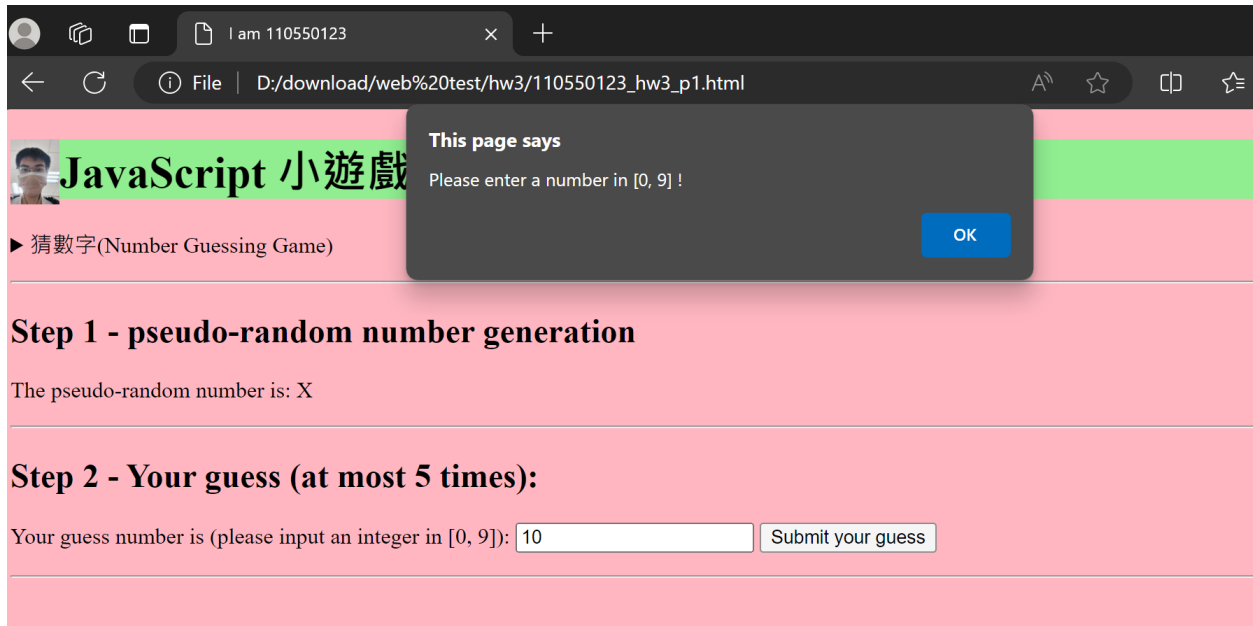 I am 110550123
File D:/download/web%20test/hw3/110550123_hw3_p1.html
This page says
Please enter a number in [0, 9] !
OK
JavaScript 小遊戲
▶ 猜數字(Number Guessing Game)
Step 1 - pseudo-random number generation
The pseudo-random number is: X
Step 2 - Your guess (at most 5 times):
Your guess number is (please input an integer in [0, 9]): 10 Submit your guess